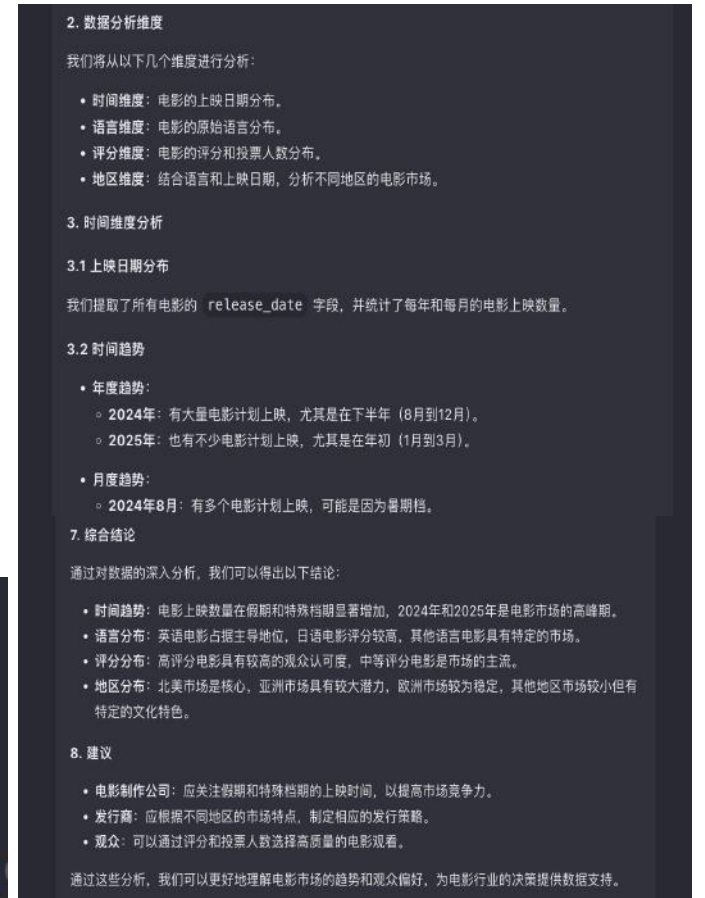 2. 数据分析维度
我们将从以下几个维度进行分析：
• 时间维度：电影的上映日期分布。
• 语言维度：电影的原始语言分布。
• 评分维度：电影的评分和投票人数分布。
• 地区维度：结合语言和上映日期，分析不同地区的电影市场。
3. 时间维度分析
3.1 上映日期分布
我们提取了所有电影的 release_date 字段，并统计了每年和每月的电影上映数量。
3.2 时间趋势
• 年度趋势：
◦ 2024年：有大量电影计划上映，尤其是在下半年（8月到12月）。
◦ 2025年：也有不少电影计划上映，尤其是在年初（1月到3月）。
• 月度趋势：
◦ 2024年8月：有多个电影计划上映，可能是因为暑期档。
7. 综合结论
通过对数据的深入分析，我们可以得出以下结论：
• 时间趋势：电影上映数量在假期和特殊档期显著增加，2024年和2025年是电影市场的高峰期。
• 语言分布：英语电影占据主导地位，日语电影评分较高，其他语言电影具有特定的市场。
• 评分分布：高评分电影具有较高的观众认可度，中等评分电影是市场的主流。
• 地区分布：北美市场是核心，亚洲市场具有较大潜力，欧洲市场较为稳定，其他地区市场较小但有
特定的文化特色。
8. 建议
• 电影制作公司：应关注假期和特殊档期的上映时间，以提高市场竞争力。
• 发行商：应根据不同地区的市场特点，制定相应的发行策略。
• 观众：可以通过评分和投票人数选择高质量的电影观看。
通过这些分析，我们可以更好地理解电影市场的趋势和观众偏好，为电影行业的决策提供数据支持。